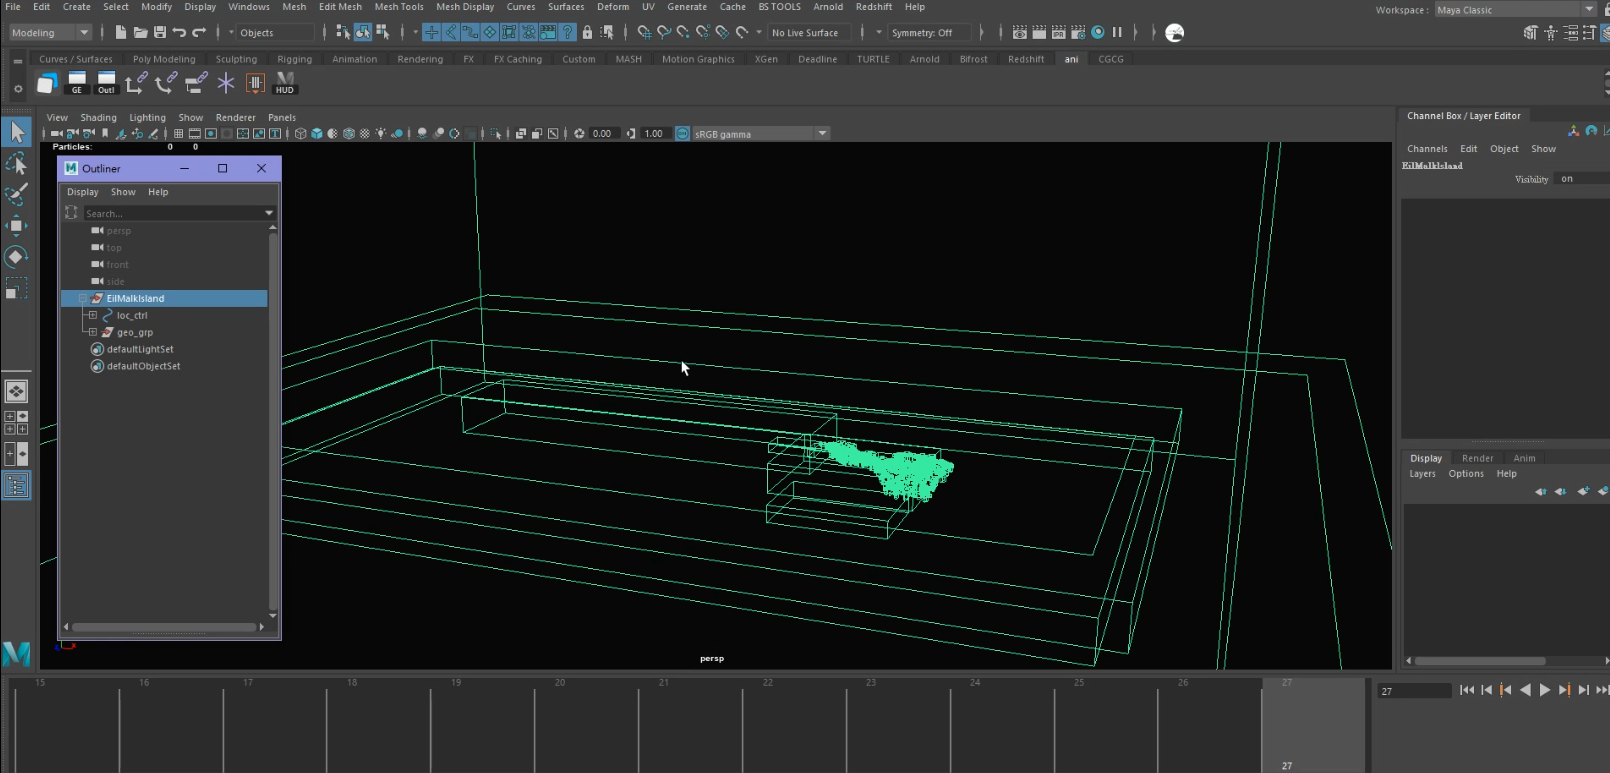 File Edit Create Select Modify Display Windows Mesh Edit Mesh Mesh Tools Mesh Display Curves Surfaces Deform UV Generate Cache BS TOOLS Arnold Redshift Help
Workspace : Maya Classic
Modeling Objects No Live Surface Symmetry: Off
IPR
Curves / Surfaces Poly Modeling Sculpting Rigging Animation Rendering FX FX Caching Custom MASH Motion Graphics XGen Deadline TURTLE Arnold Bifrost Redshift ani CGCG
GE Outl HUD
View Shading Lighting Show Renderer Panels
0.00 1.00 sRGB gamma
Particles: 0 0
Outliner
Display Show Help
Search...
persp
top
front
side
EilMalkIsland
loc_ctrl
geo_grp
defaultLightSet
defaultObjectSet
persp
Channel Box / Layer Editor
Channels Edit Object Show
EilMalkIsland
Visibility on
Display Render Anim
Layers Options Help
15 16 17 18 19 20 21 22 23 24 25 26 27
27
27